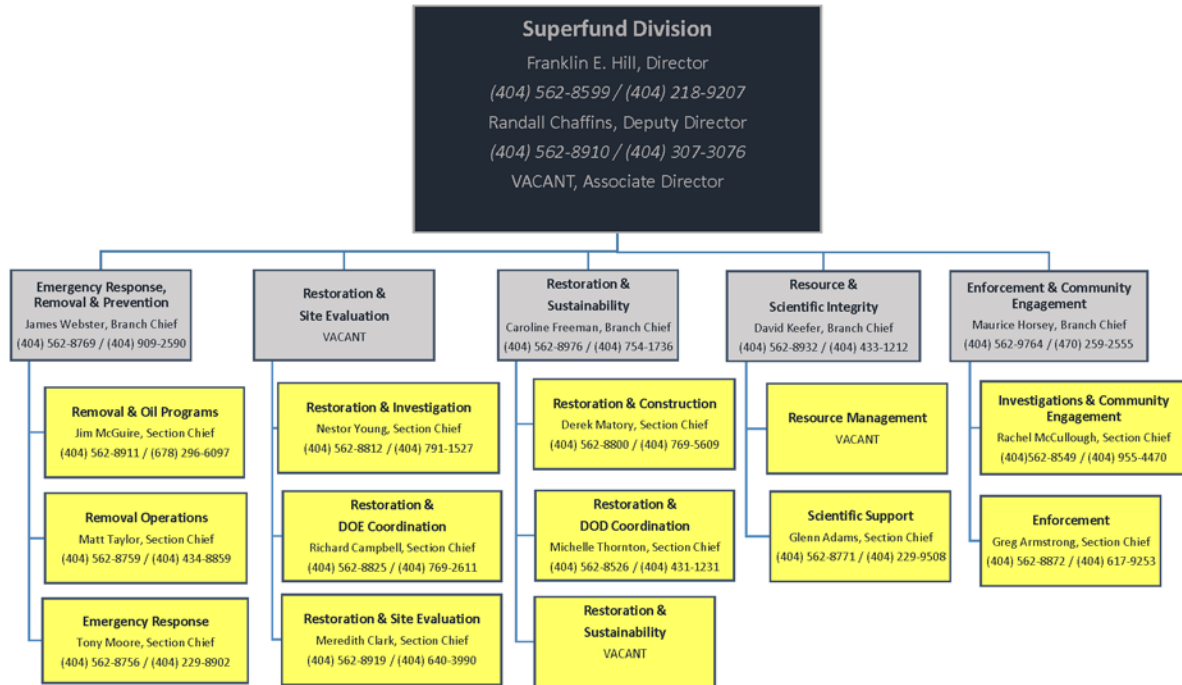 Superfund Division
Franklin E. Hill, Director
(404) 562-8599 / (404) 218-9207
Randall Chaffins, Deputy Director
(404) 562-8910 / (404) 307-3076
VACANT, Associate Director
Emergency Response,
Removal & Prevention
James Webster, Branch Chief
(404) 562-8769 / (404) 909-2590
Removal & Oil Programs
Jim McGuire, Section Chief
(404) 562-8911 / (678) 296-6097
Removal Operations
Matt Taylor, Section Chief
(404) 562-8759 / (404) 434-8859
Emergency Response
Tony Moore, Section Chief
(404) 562-8756 / (404) 229-8902
Restoration &
Site Evaluation
VACANT
Restoration & Investigation
Nestor Young, Section Chief
(404) 562-8812 / (404) 791-1527
Restoration &
DOE Coordination
Richard Campbell, Section Chief
(404) 562-8825 / (404) 769-2611
Restoration & Site Evaluation
Meredith Clark, Section Chief
(404) 562-8919 / (404) 640-3990
Restoration &
Sustainability
Caroline Freeman, Branch Chief
(404) 562-8976 / (404) 754-1736
Restoration & Construction
Derek Matory, Section Chief
(404) 562-8800 / (404) 769-5609
Restoration &
DOD Coordination
Michelle Thornton, Section Chief
(404) 562-8526 / (404) 431-1231
Restoration &
Sustainability
VACANT
Resource &
Scientific Integrity
David Keefer, Branch Chief
(404) 562-8932 / (404) 433-1212
Resource Management
VACANT
Scientific Support
Glenn Adams, Section Chief
(404) 562-8771 / (404) 229-9508
Enforcement & Community
Engagement
Maurice Horsey, Branch Chief
(404) 562-9764 / (470) 259-2555
Investigations & Community
Engagement
Rachel McCullough, Section Chief
(404)562-8549 / (404) 955-4470
Enforcement
Greg Armstrong, Section Chief
(404) 562-8872 / (404) 617-9253